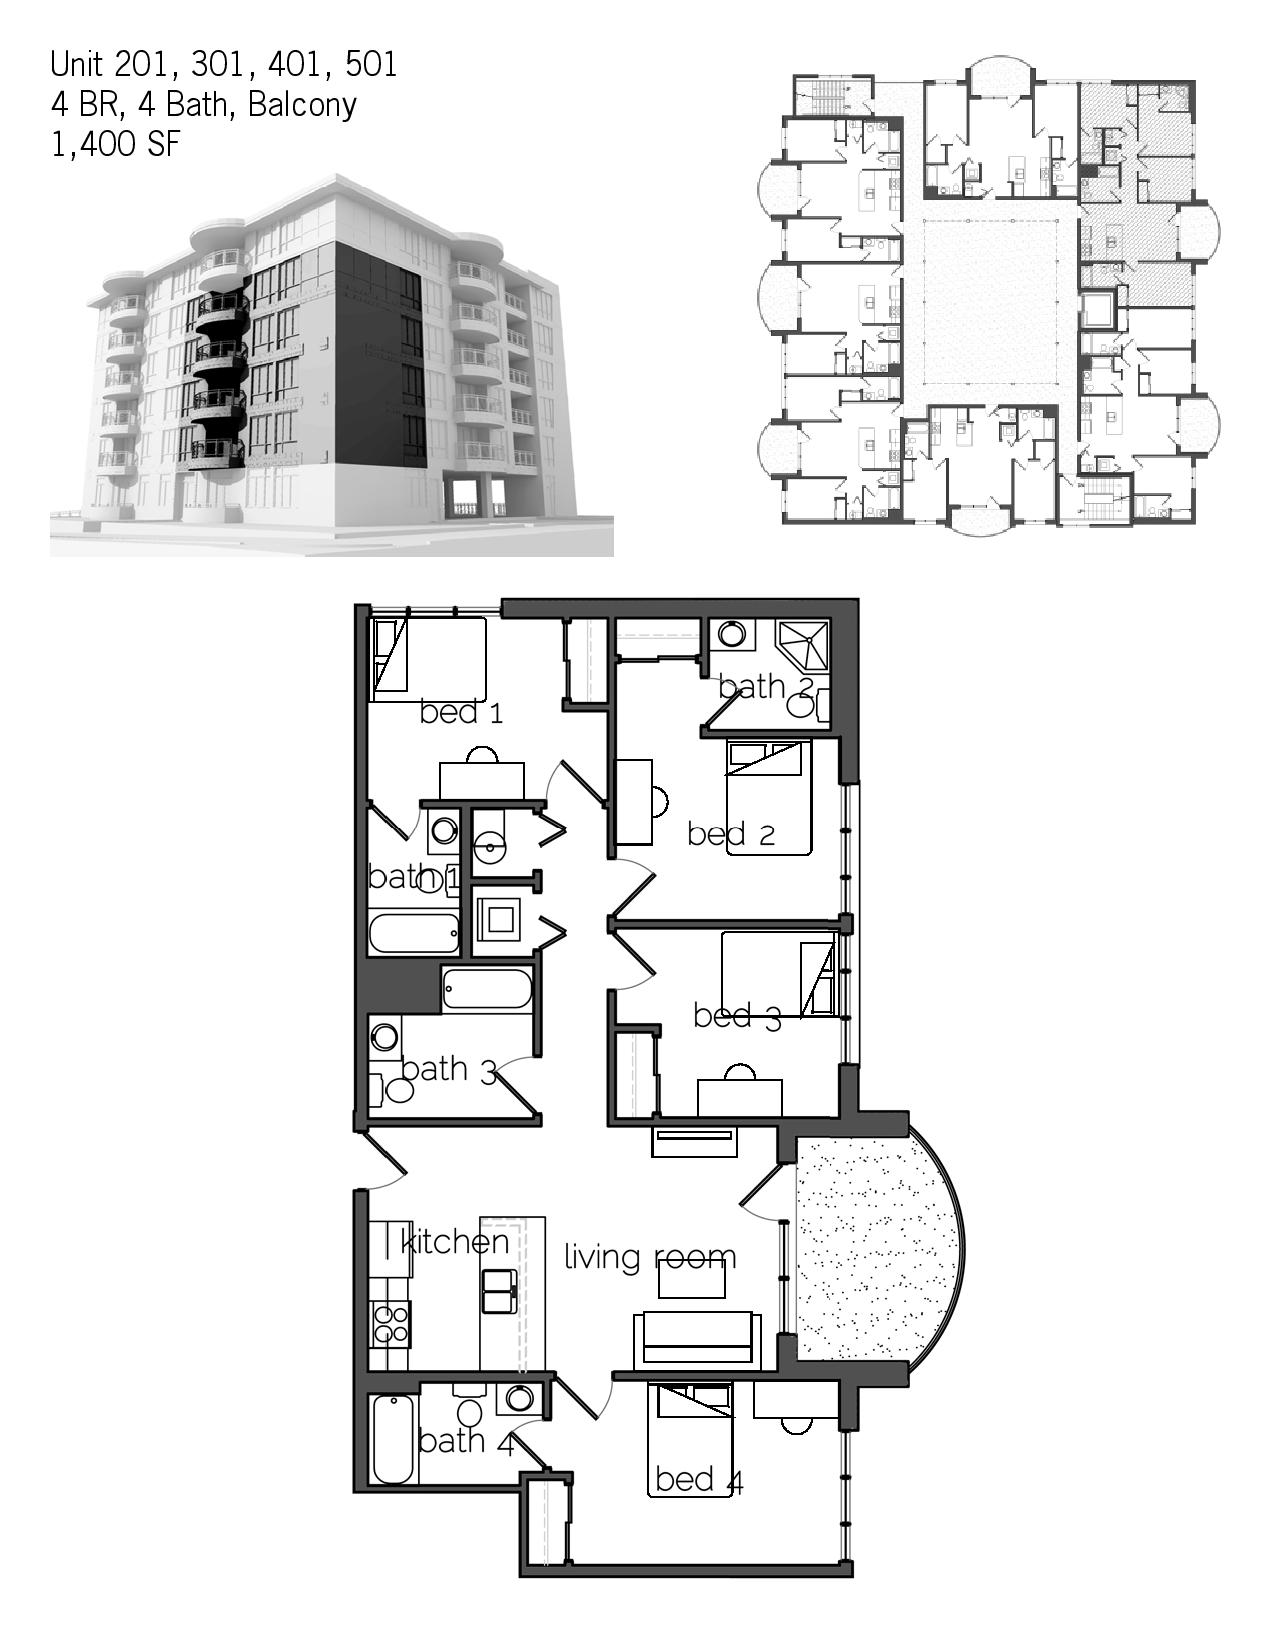 Unit 201, 301, 401, 501
4 BR, 4 Bath, Balcony
1,400 SF
bath 2
bed 1
bed 2
bath 1
bed 3
bath 3
kitchen
living room
bath 4
bed 4